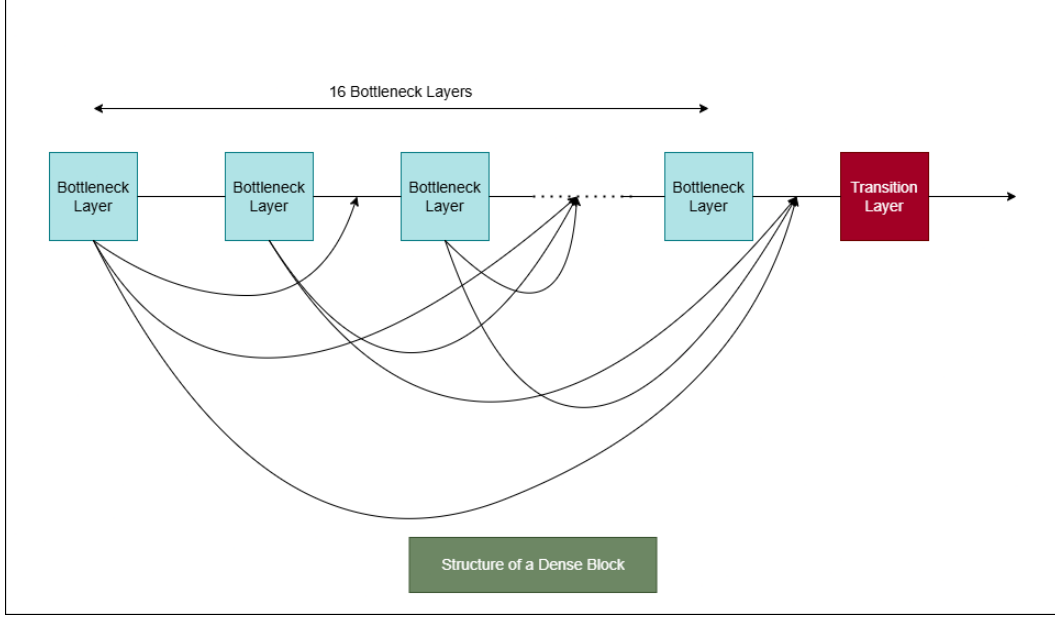 16 Bottleneck Layers
Bottleneck
Layer
Bottleneck
Layer
Bottleneck
Layer
Bottleneck
Layer
Transition
Layer
Structure of a Dense Block